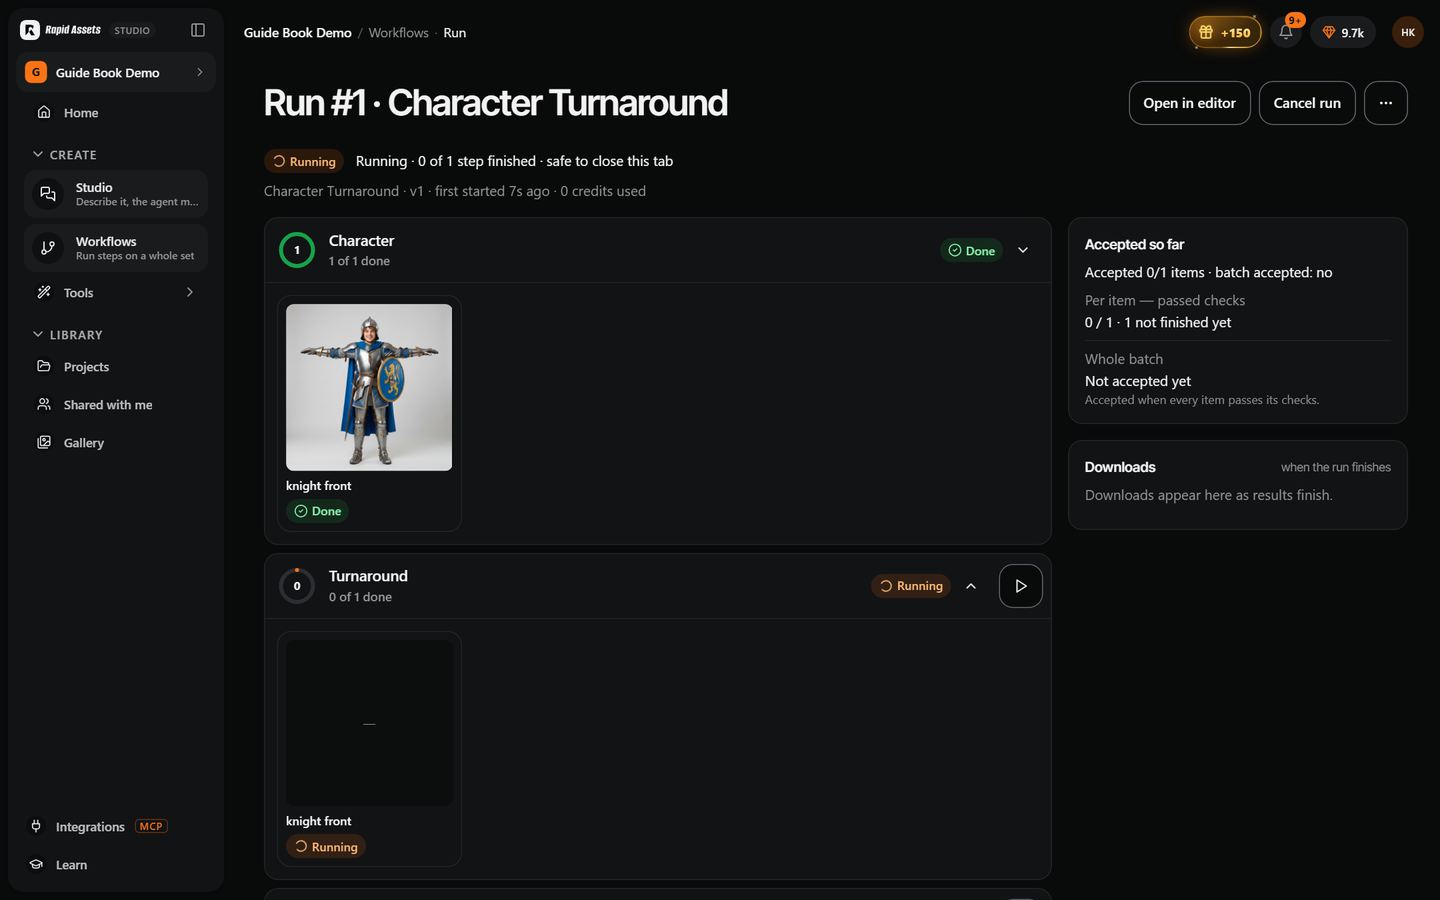 Rapid Assets STUDIO
G Guide Book Demo
Home
CREATE
Studio
Describe it, the agent m...
Workflows
Run steps on a whole set
Tools
LIBRARY
Projects
Shared with me
Gallery
Integrations MCP
Learn
Guide Book Demo / Workflows · Run
+150
9+
9.7k
HK
Run #1 · Character Turnaround
Open in editor
Cancel run
···
Running Running · 0 of 1 step finished · safe to close this tab
Character Turnaround · v1 · first started 7s ago · 0 credits used
1
Character
1 of 1 done
Done
knight front
Done
0
Turnaround
0 of 1 done
Running
—
knight front
Running
Accepted so far
Accepted 0/1 items · batch accepted: no
Per item — passed checks
0 / 1 · 1 not finished yet
Whole batch
Not accepted yet
Accepted when every item passes its checks.
Downloads when the run finishes
Downloads appear here as results finish.